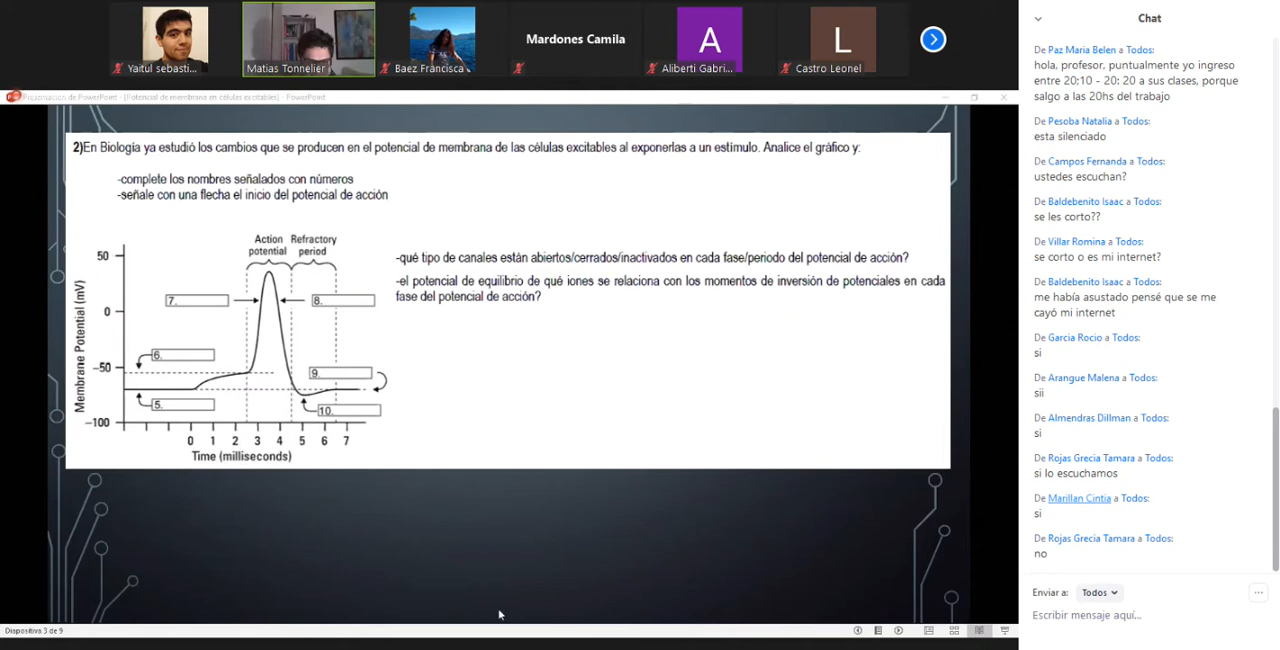 Yaitul sebasti...
Matias Tonnelier
Baez Francisca
Mardones Camila
A
Aliberti Gabri...
L
Castro Leonel
Presentación de PowerPoint - [Potencial de membrana en células excitables] - PowerPoint
2)En Biología ya estudió los cambios que se producen en el potencial de membrana de las células excitables al exponerlas a un estímulo. Analice el gráfico y:
-complete los nombres señalados con números
-señale con una flecha el inicio del potencial de acción
Action potential
Refractory period
50
0
-50
-100
Membrane Potential (mV)
7.
8.
6.
9.
5.
10.
0 1 2 3 4 5 6 7
Time (milliseconds)
-qué tipo de canales están abiertos/cerrados/inactivados en cada fase/periodo del potencial de acción?
-el potencial de equilibrio de qué iones se relaciona con los momentos de inversión de potenciales en cada
fase del potencial de acción?
Diapositiva 3 de 9
Chat
De Paz Maria Belen a Todos:
hola, profesor, puntualmente yo ingreso
entre 20:10 - 20: 20 a sus clases, porque
salgo a las 20hs del trabajo
De Pesoba Natalia a Todos:
esta silenciado
De Campos Fernanda a Todos:
ustedes escuchan?
De Baldebenito Isaac a Todos:
se les corto??
De Villar Romina a Todos:
se corto o es mi internet?
De Baldebenito Isaac a Todos:
me había asustado pensé que se me
cayó mi internet
De Garcia Rocio a Todos:
si
De Arangue Malena a Todos:
sii
De Almendras Dillman a Todos:
si
De Rojas Grecia Tamara a Todos:
si lo escuchamos
De Marillan Cintia a Todos:
si
De Rojas Grecia Tamara a Todos:
no
Enviar a: Todos
Escribir mensaje aquí...